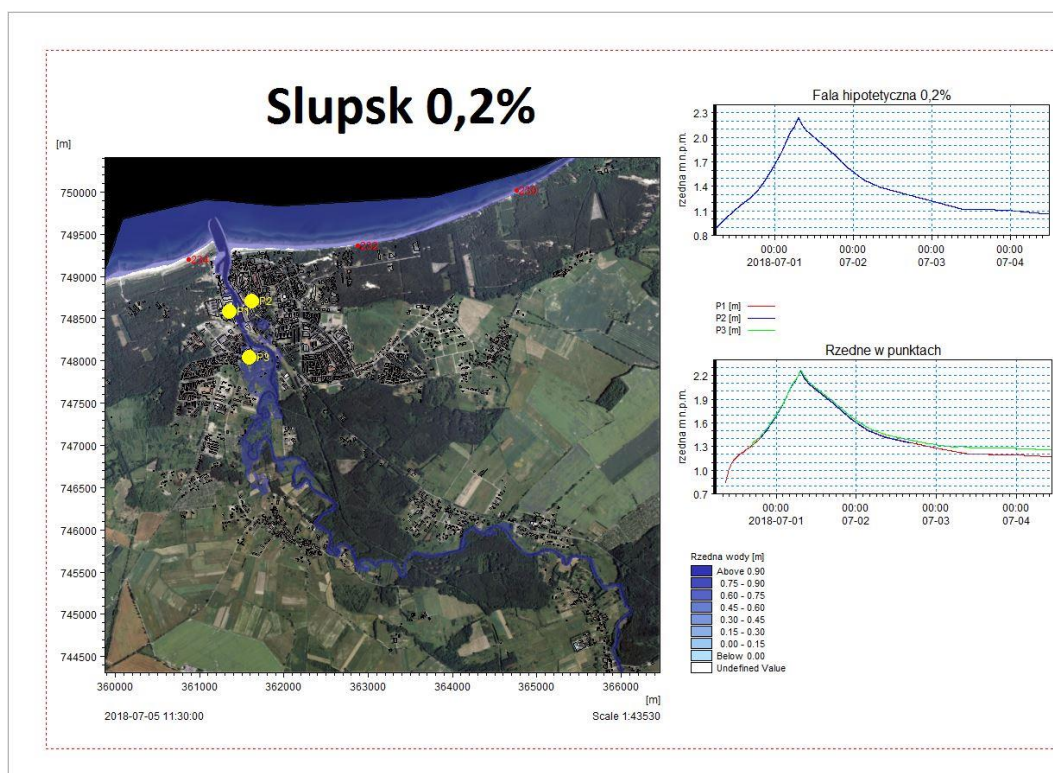 Slupsk 0,2%
[m]
750000
749500
749000
748500
748000
747500
747000
746500
746000
745500
745000
744500
P2
P3
360000 361000 362000 363000 364000 365000 366000
[m]
2018-07-05 11:30:00 Scale 1:43530
Fala hipotetyczna 0,2%
rzedna m n.p.m.
2.3
2.0
1.7
1.4
1.1
0.8
00:00 00:00 00:00 00:00
2018-07-01 07-02 07-03 07-04
P1 [m]
P2 [m]
P3 [m]
Rzedne w punktach
rzedna m n.p.m.
2.2
1.9
1.6
1.3
1.0
0.7
00:00 00:00 00:00 00:00
2018-07-01 07-02 07-03 07-04
Rzedna wody [m]
Above 0.90
0.75 - 0.90
0.60 - 0.75
0.45 - 0.60
0.30 - 0.45
0.15 - 0.30
0.00 - 0.15
Below 0.00
Undefined Value